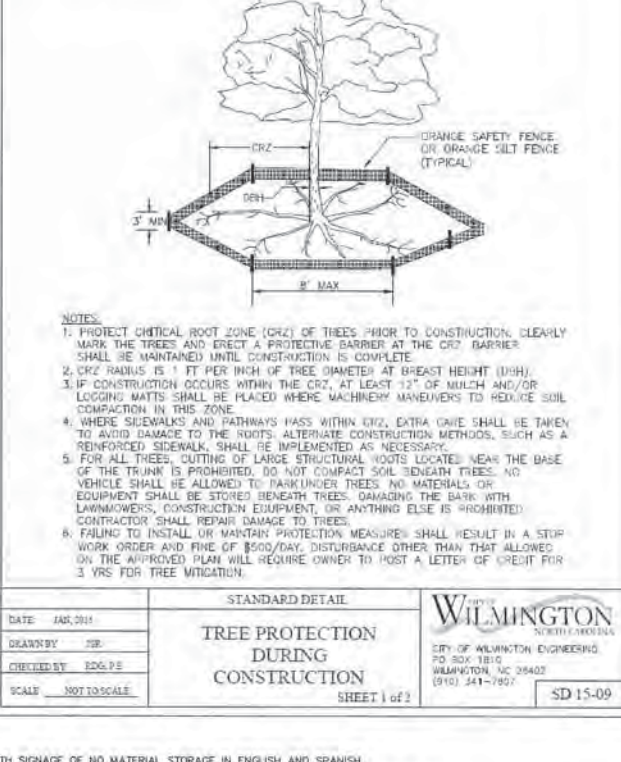 CRZ
ORANGE SAFETY FENCE
OR ORANGE SILT FENCE
(TYPICAL)
DBH
3' MIN
8' MAX
NOTES:
1. PROTECT CRITICAL ROOT ZONE (CRZ) OF TREES PRIOR TO CONSTRUCTION. CLEARLY
MARK THE TREES AND ERECT A PROTECTIVE BARRIER AT THE CRZ. BARRIER
SHALL BE MAINTAINED UNTIL CONSTRUCTION IS COMPLETE.
2. CRZ RADIUS IS 1 FT PER INCH OF TREE DIAMETER AT BREAST HEIGHT (DBH).
3. IF CONSTRUCTION OCCURS WITHIN THE CRZ, AT LEAST 12" OF MULCH AND/OR
LOGGING MATTS SHALL BE PLACED WHERE MACHINERY MANEUVERS TO REDUCE SOIL
COMPACTION IN THIS ZONE.
4. WHERE SIDEWALKS AND PATHWAYS PASS WITHIN CRZ, EXTRA CARE SHALL BE TAKEN
TO AVOID DAMAGE TO THE ROOTS. ALTERNATE CONSTRUCTION METHODS, SUCH AS A
REINFORCED SIDEWALK, SHALL BE IMPLEMENTED AS NECESSARY.
5. FOR ALL TREES, CUTTING OF LARGE STRUCTURAL ROOTS LOCATED NEAR THE BASE
OF THE TRUNK IS PROHIBITED. DO NOT COMPACT SOIL BENEATH TREES. NO
VEHICLE SHALL BE ALLOWED TO PARK UNDER TREES. NO MATERIALS OR
EQUIPMENT SHALL BE STORED BENEATH TREES. DAMAGING THE BARK WITH
LAWNMOWERS, CONSTRUCTION EQUIPMENT, OR ANYTHING ELSE IS PROHIBITED.
CONTRACTOR SHALL REPAIR DAMAGE TO TREES.
6. FAILING TO INSTALL OR MAINTAIN PROTECTION MEASURES SHALL RESULT IN A STOP
WORK ORDER AND FINE OF $500/DAY. DISTURBANCE OTHER THAN THAT ALLOWED
ON THE APPROVED PLAN WILL REQUIRE OWNER TO POST A LETTER OF CREDIT FOR
3 YRS FOR TREE MITIGATION.
DATE JAN, 2015
DRAWN BY JSR
CHECKED BY RDG, PE
SCALE NOT TO SCALE
STANDARD DETAIL
TREE PROTECTION
DURING
CONSTRUCTION
SHEET 1 of 2
CITY OF
WILMINGTON
NORTH CAROLINA
CITY OF WILMINGTON ENGINEERING
PO BOX 1810
WILMINGTON, NC 28402
(910) 341-7807
SD 15-09
TH SIGNAGE OF NO MATERIAL STORAGE IN ENGLISH AND SPANISH